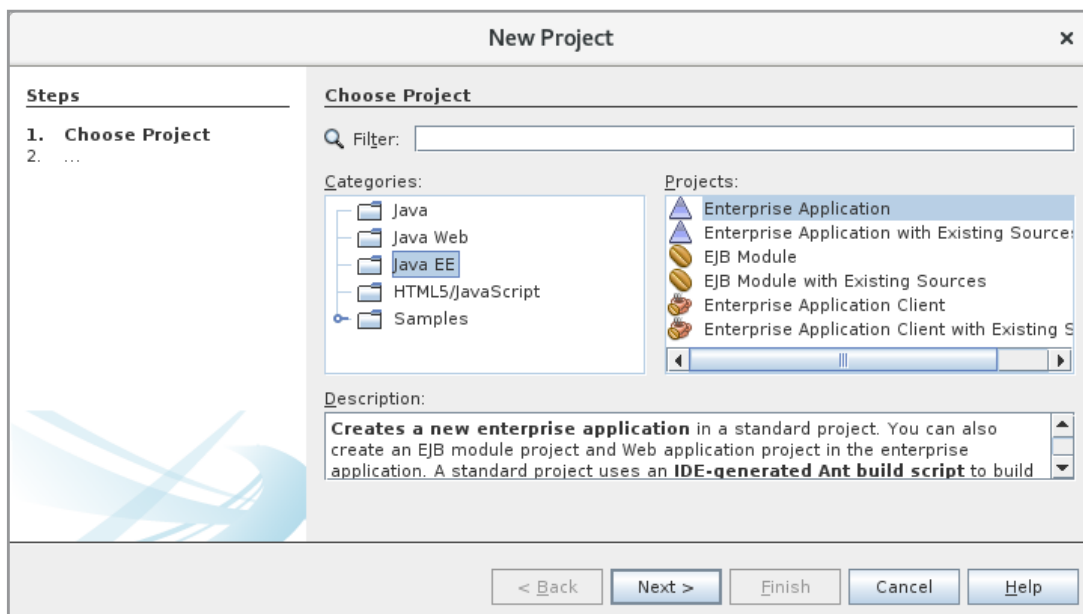 New Project
Steps
1. Choose Project
2. ...
Choose Project
Filter:
Categories:
Java
Java Web
Java EE
HTML5/JavaScript
Samples
Projects:
Enterprise Application
Enterprise Application with Existing Sources
EJB Module
EJB Module with Existing Sources
Enterprise Application Client
Enterprise Application Client with Existing S
Description:
Creates a new enterprise application in a standard project. You can also
create an EJB module project and Web application project in the enterprise
application. A standard project uses an IDE-generated Ant build script to build
< Back
Next >
Finish
Cancel
Help